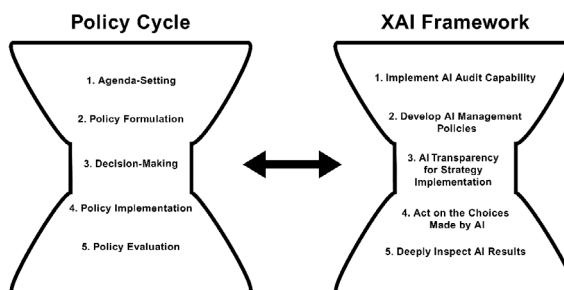 Policy Cycle
1. Agenda-Setting
2. Policy Formulation
3. Decision-Making
4. Policy Implementation
5. Policy Evaluation
XAI Framework
1. Implement AI Audit Capability
2. Develop AI Management
Policies
3. AI Transparency
for Strategy
Implementation
4. Act on the Choices
Made by AI
5. Deeply Inspect AI Results